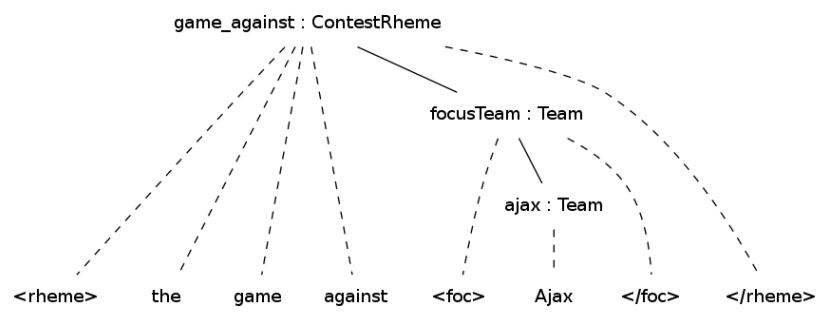 game_against : ContestRheme
focusTeam : Team
ajax : Team
<rheme> the game against <foc> Ajax </foc> </rheme>